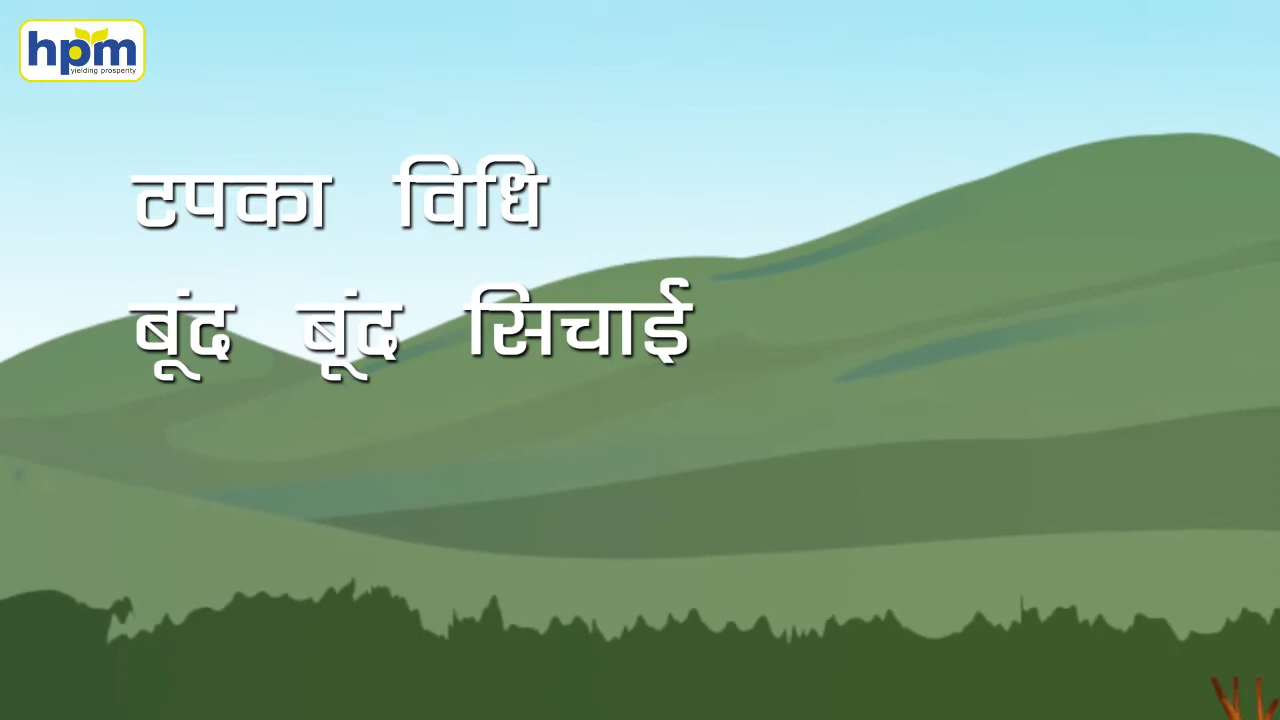 hpm
yielding prosperity
टपका विधि
बूंद बूंद सिचाई